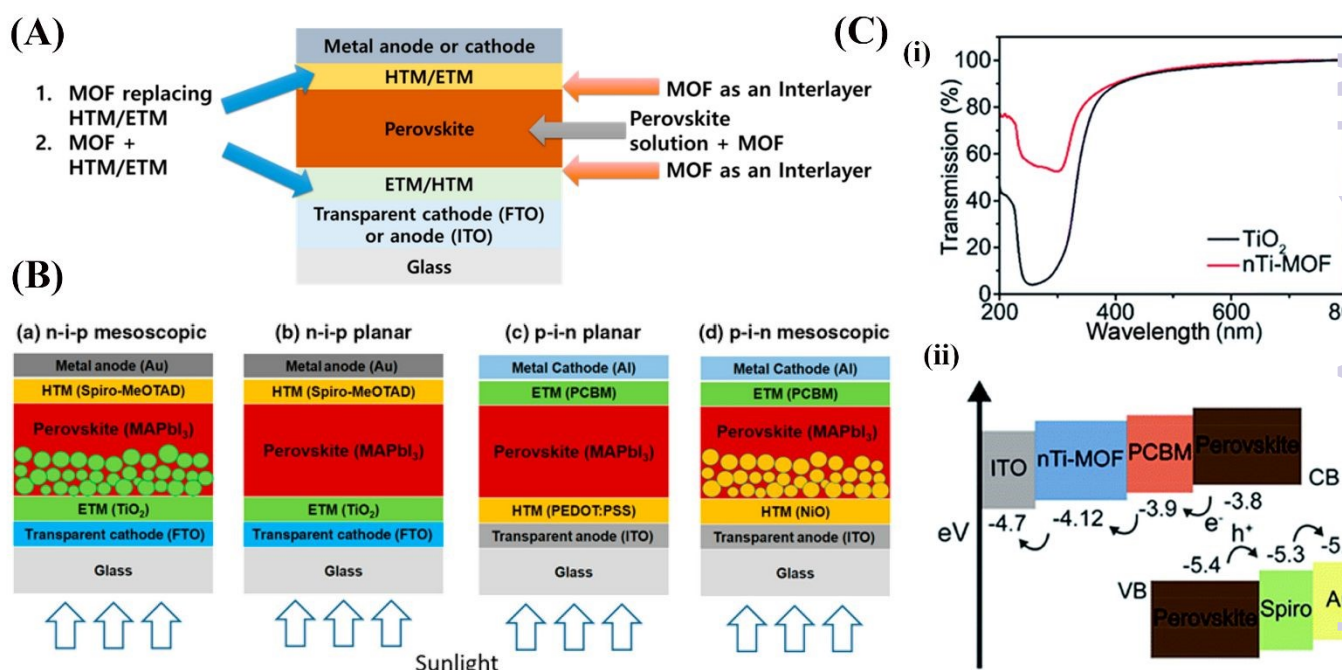 (A)
Metal anode or cathode
HTM/ETM
Perovskite
ETM/HTM
Transparent cathode (FTO)
or anode (ITO)
Glass
1. MOF replacing
HTM/ETM
2. MOF +
HTM/ETM
MOF as an Interlayer
Perovskite
solution + MOF
MOF as an Interlayer
(B)
(a) n-i-p mesoscopic
Metal anode (Au)
HTM (Spiro-MeOTAD)
Perovskite (MAPbI₃)
ETM (TiO₂)
Transparent cathode (FTO)
Glass
(b) n-i-p planar
Metal anode (Au)
HTM (Spiro-MeOTAD)
Perovskite (MAPbI₃)
ETM (TiO₂)
Transparent cathode (FTO)
Glass
(c) p-i-n planar
Metal Cathode (Al)
ETM (PCBM)
Perovskite (MAPbI₃)
HTM (PEDOT:PSS)
Transparent anode (ITO)
Glass
(d) p-i-n mesoscopic
Metal Cathode (Al)
ETM (PCBM)
Perovskite (MAPbI₃)
HTM (NiO)
Transparent anode (ITO)
Glass
Sunlight
(C)
(i)
Transmission (%)
100
80
60
40
20
0
TiO₂
nTi-MOF
200 400 600
Wavelength (nm)
(ii)
eV
ITO
nTi-MOF
PCBM
Perovskite
CB
-4.7
-4.12
-3.9
-3.8
e⁻
h⁺
-5.4
-5.3
VB
Perovskite
Spiro